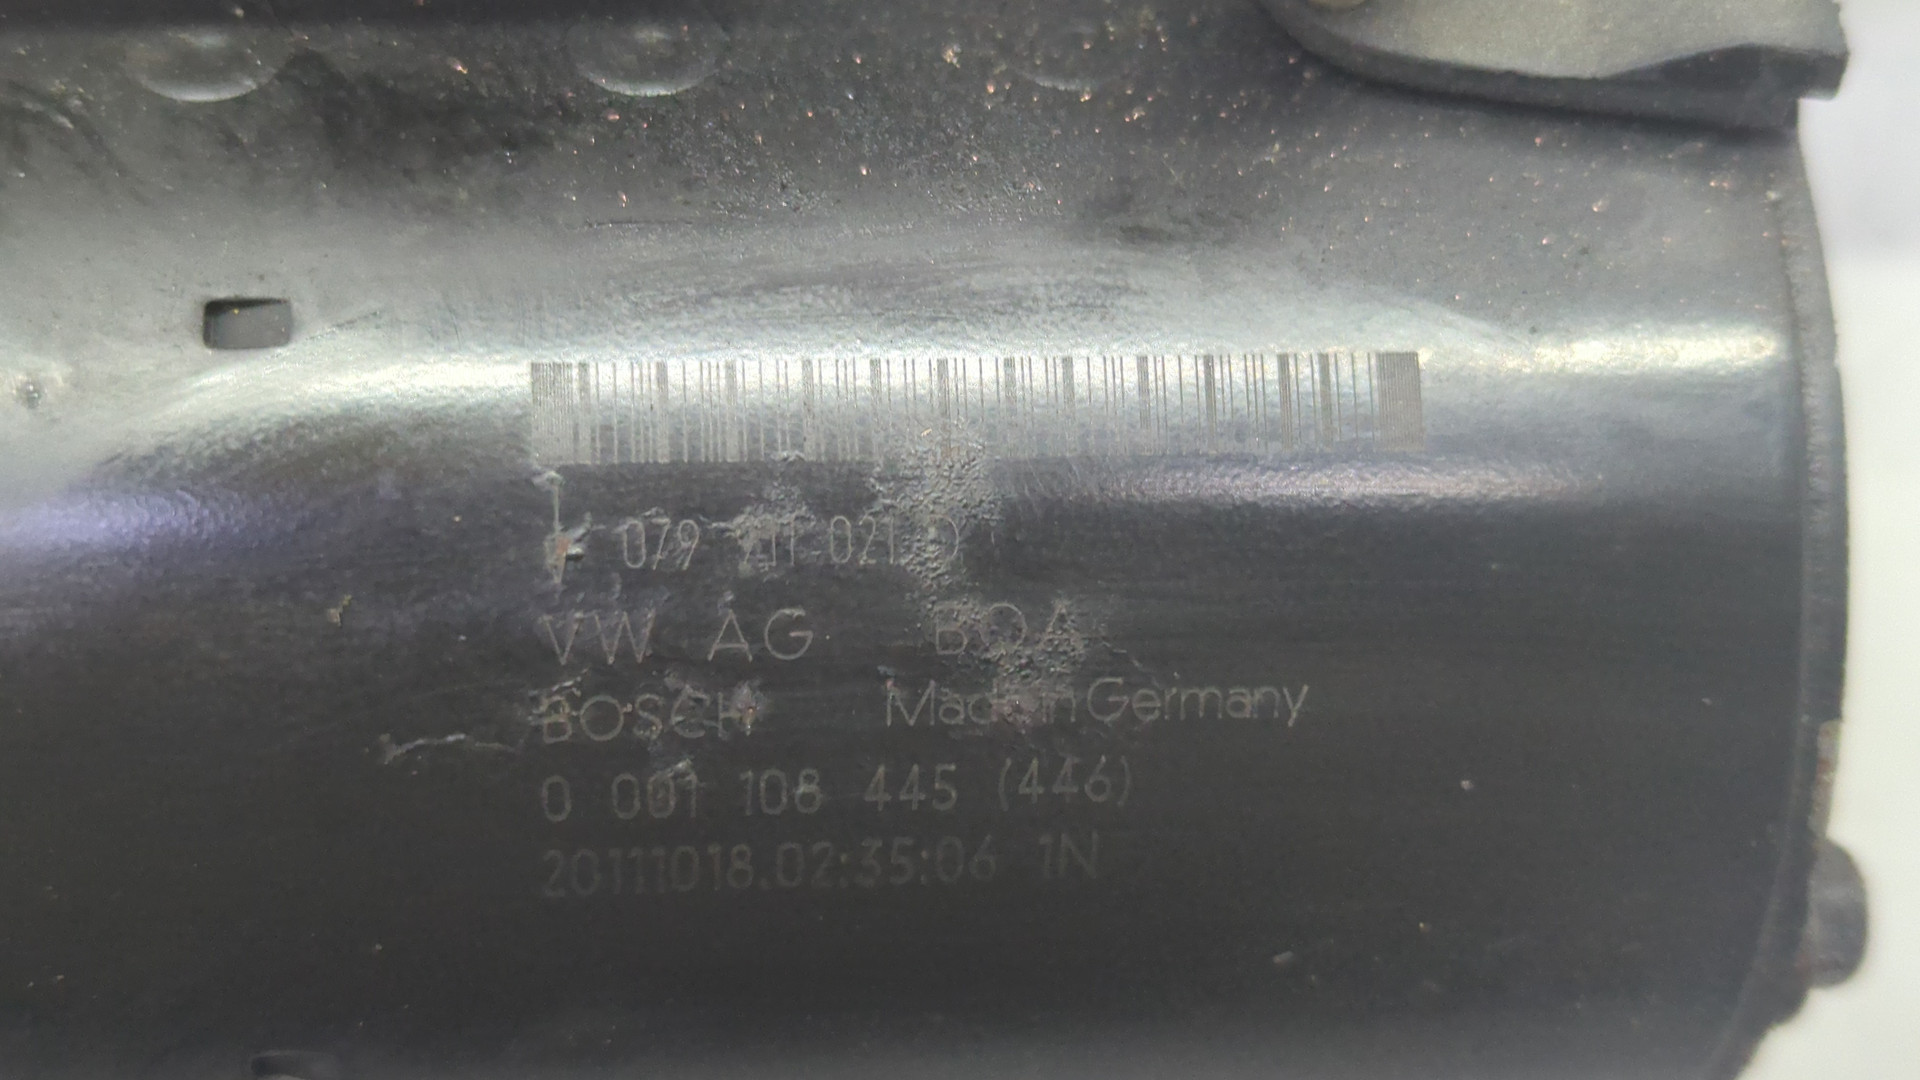 079 911 021 D
VW AG BOA
BOSCH Made in Germany
0 001 108 445 (446)
20111018.02:35:06 1N